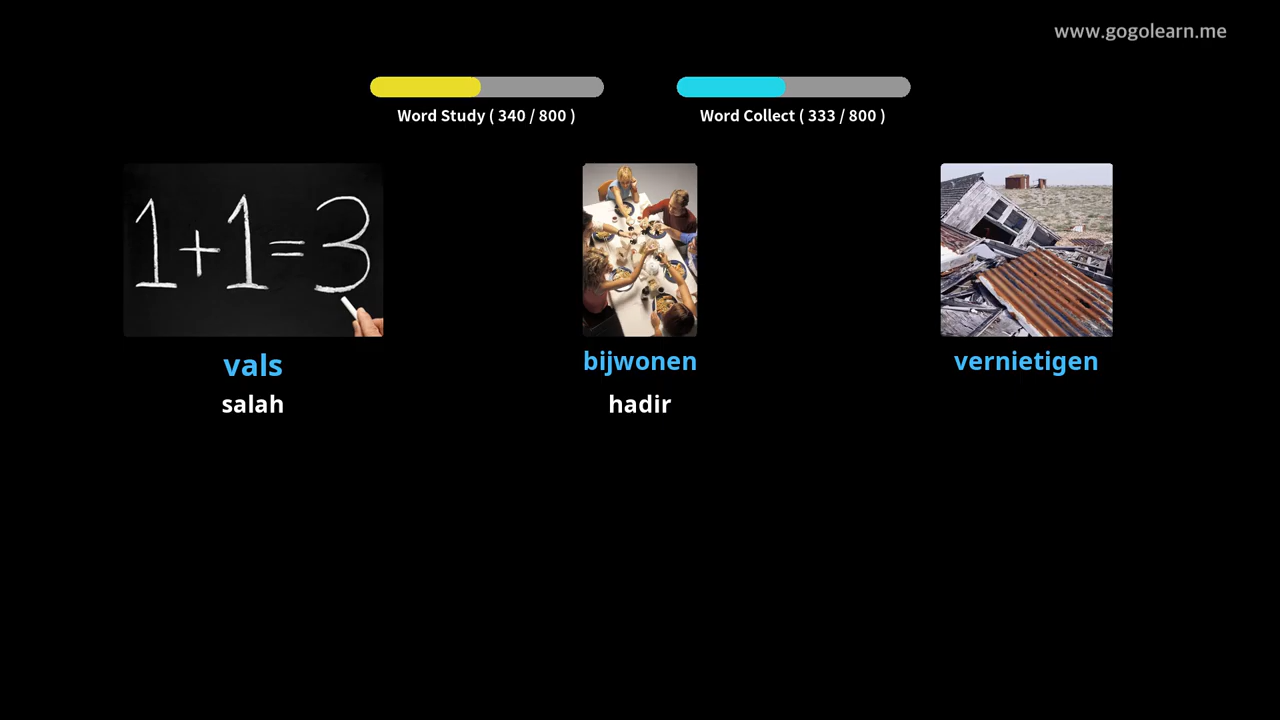 www.gogolearn.me
Word Study ( 340 / 800 )
Word Collect ( 333 / 800 )
1+1=3
vals
bijwonen
vernietigen
salah
hadir